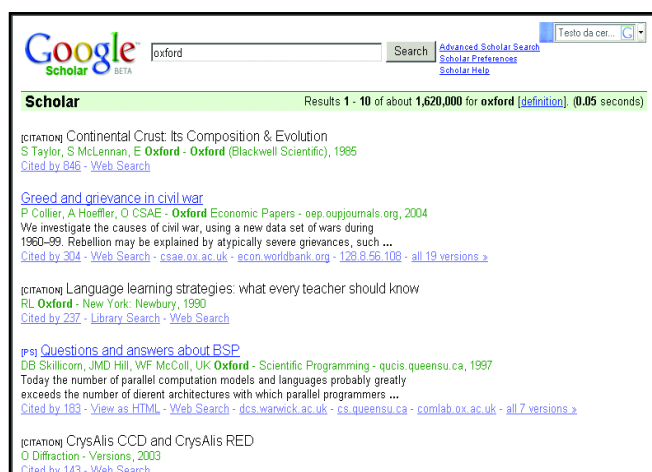 Testo da cer... G
Google
Scholar BETA
oxford
Search
Advanced Scholar Search
Scholar Preferences
Scholar Help
Scholar Results 1 - 10 of about 1,620,000 for oxford [definition]. (0.05 seconds)
[CITATION] Continental Crust: Its Composition & Evolution
S Taylor, S McLennan, E Oxford - Oxford (Blackwell Scientific), 1985
Cited by 846 - Web Search
Greed and grievance in civil war
P Collier, A Hoeffler, O CSAE - Oxford Economic Papers - oep.oupjournals.org, 2004
We investigate the causes of civil war, using a new data set of wars during
1960–99. Rebellion may be explained by atypically severe grievances, such ...
Cited by 304 - Web Search - csae.ox.ac.uk - econ.worldbank.org - 128.8.56.108 - all 19 versions »
[CITATION] Language learning strategies: what every teacher should know
RL Oxford - New York: Newbury, 1990
Cited by 237 - Library Search - Web Search
[PS] Questions and answers about BSP
DB Skillicorn, JMD Hill, WF McColl, UK Oxford - Scientific Programming - qucis.queensu.ca, 1997
Today the number of parallel computation models and languages probably greatly
exceeds the number of dierent architectures with which parallel programmers ...
Cited by 183 - View as HTML - Web Search - dcs.warwick.ac.uk - cs.queensu.ca - comlab.ox.ac.uk - all 7 versions »
[CITATION] CrysAlis CCD and CrysAlis RED
O Diffraction - Versions, 2003
Cited by 143 - Web Search